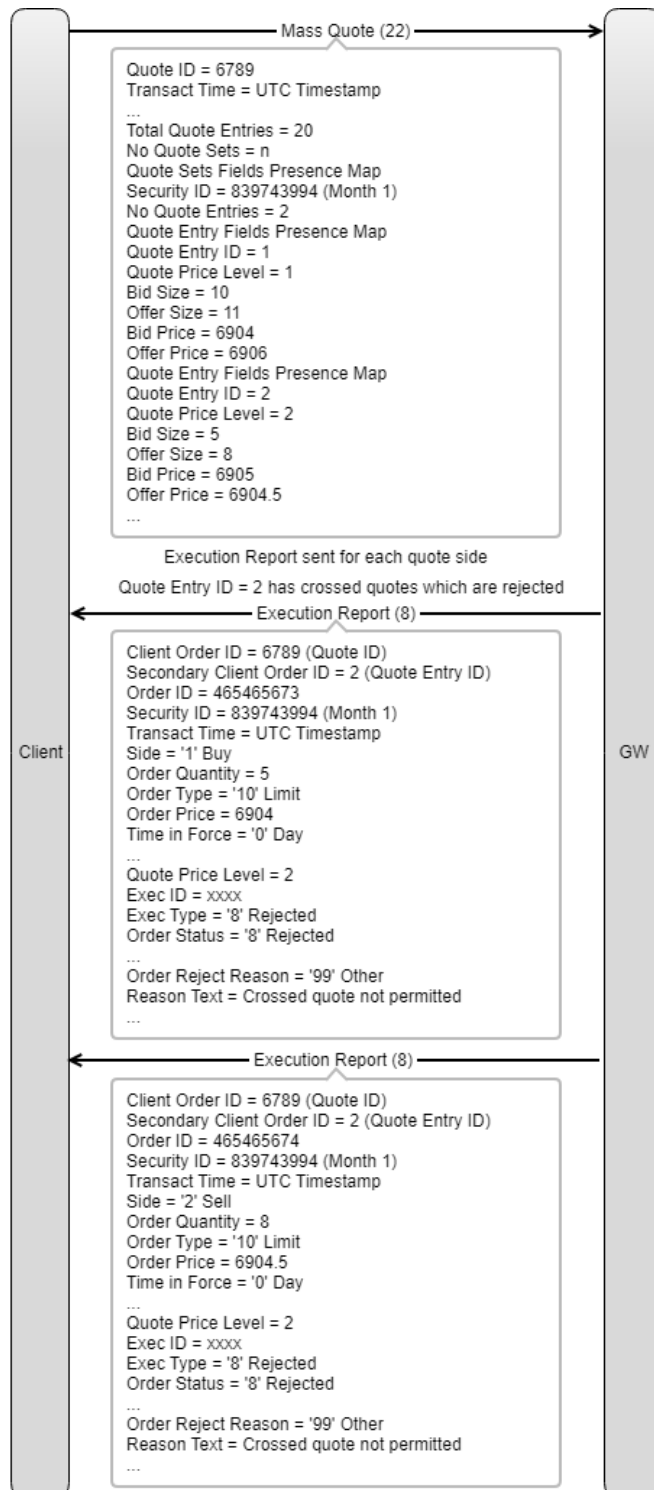 Mass Quote (22)
Quote ID = 6789
Transact Time = UTC Timestamp
...
Total Quote Entries = 20
No Quote Sets = n
Quote Sets Fields Presence Map
Security ID = 839743994 (Month 1)
No Quote Entries = 2
Quote Entry Fields Presence Map
Quote Entry ID = 1
Quote Price Level = 1
Bid Size = 10
Offer Size = 11
Bid Price = 6904
Offer Price = 6906
Quote Entry Fields Presence Map
Quote Entry ID = 2
Quote Price Level = 2
Bid Size = 5
Offer Size = 8
Bid Price = 6905
Offer Price = 6904.5
...
Execution Report sent for each quote side
Quote Entry ID = 2 has crossed quotes which are rejected
Execution Report (8)
Client Order ID = 6789 (Quote ID)
Secondary Client Order ID = 2 (Quote Entry ID)
Order ID = 465465673
Security ID = 839743994 (Month 1)
Transact Time = UTC Timestamp
Side = '1' Buy
Order Quantity = 5
Order Type = '10' Limit
Order Price = 6904
Time in Force = '0' Day
...
Quote Price Level = 2
Exec ID = xxxx
Exec Type = '8' Rejected
Order Status = '8' Rejected
...
Order Reject Reason = '99' Other
Reason Text = Crossed quote not permitted
...
Client
GW
Execution Report (8)
Client Order ID = 6789 (Quote ID)
Secondary Client Order ID = 2 (Quote Entry ID)
Order ID = 465465674
Security ID = 839743994 (Month 1)
Transact Time = UTC Timestamp
Side = '2' Sell
Order Quantity = 8
Order Type = '10' Limit
Order Price = 6904.5
Time in Force = '0' Day
...
Quote Price Level = 2
Exec ID = xxxx
Exec Type = '8' Rejected
Order Status = '8' Rejected
...
Order Reject Reason = '99' Other
Reason Text = Crossed quote not permitted
...